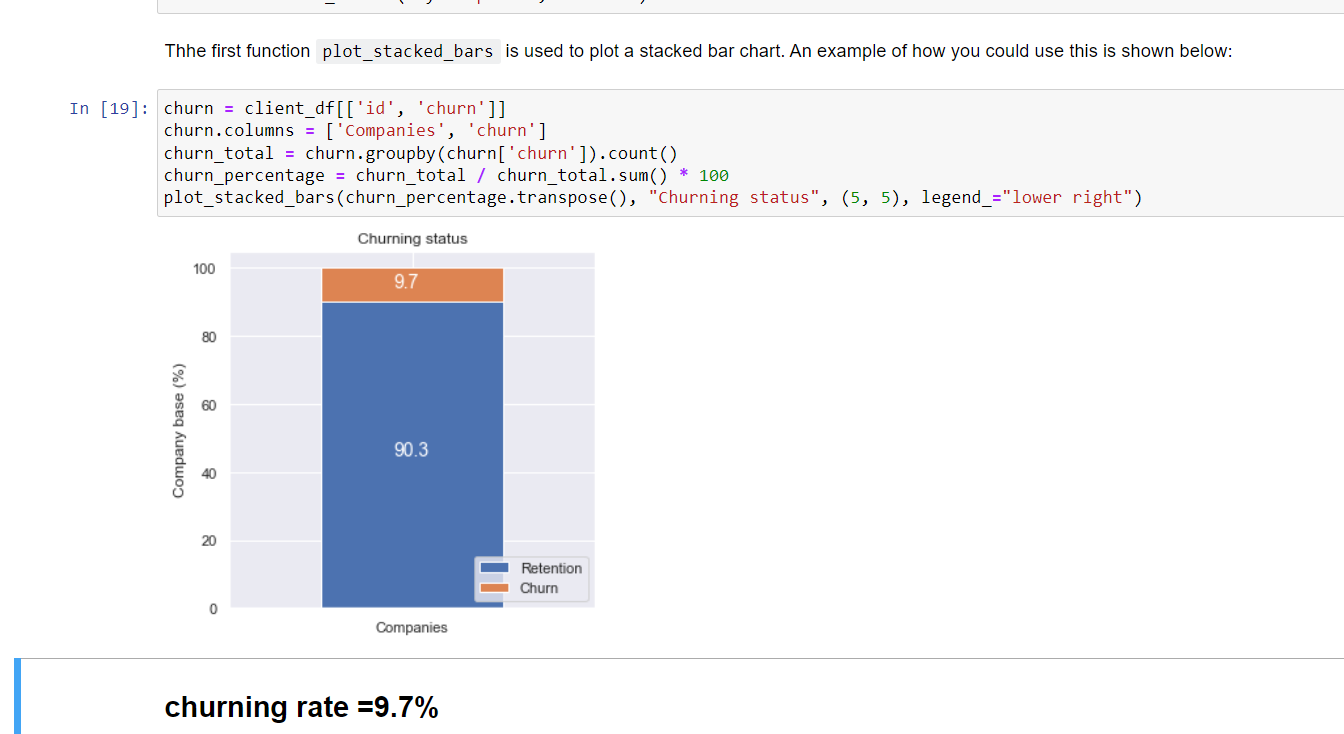 Thhe first function plot_stacked_bars is used to plot a stacked bar chart. An example of how you could use this is shown below:
In [19]: churn = client_df[['id', 'churn']]
churn.columns = ['Companies', 'churn']
churn_total = churn.groupby(churn['churn']).count()
churn_percentage = churn_total / churn_total.sum() * 100
plot_stacked_bars(churn_percentage.transpose(), "Churning status", (5, 5), legend_="lower right")
Churning status
100
9.7
80
60
Company base (%)
90.3
40
20
Retention
Churn
0
Companies
churning rate =9.7%